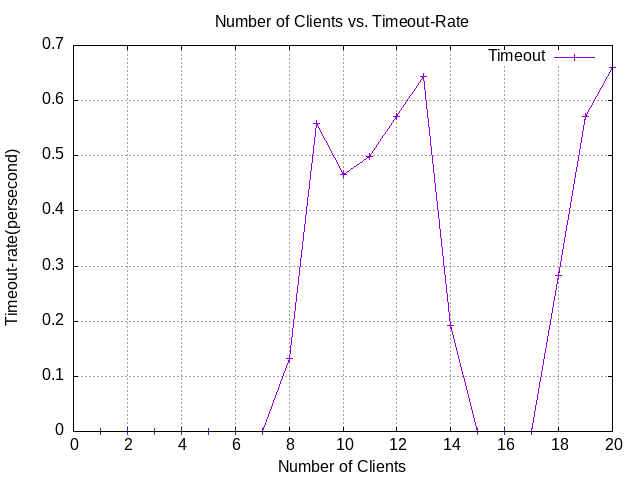 Number of Clients vs. Timeout-Rate
Timeout
Timeout-rate(persecond)
0.7
0.6
0.5
0.4
0.3
0.2
0.1
0
0 2 4 6 8 10 12 14 16 18 20
Number of Clients